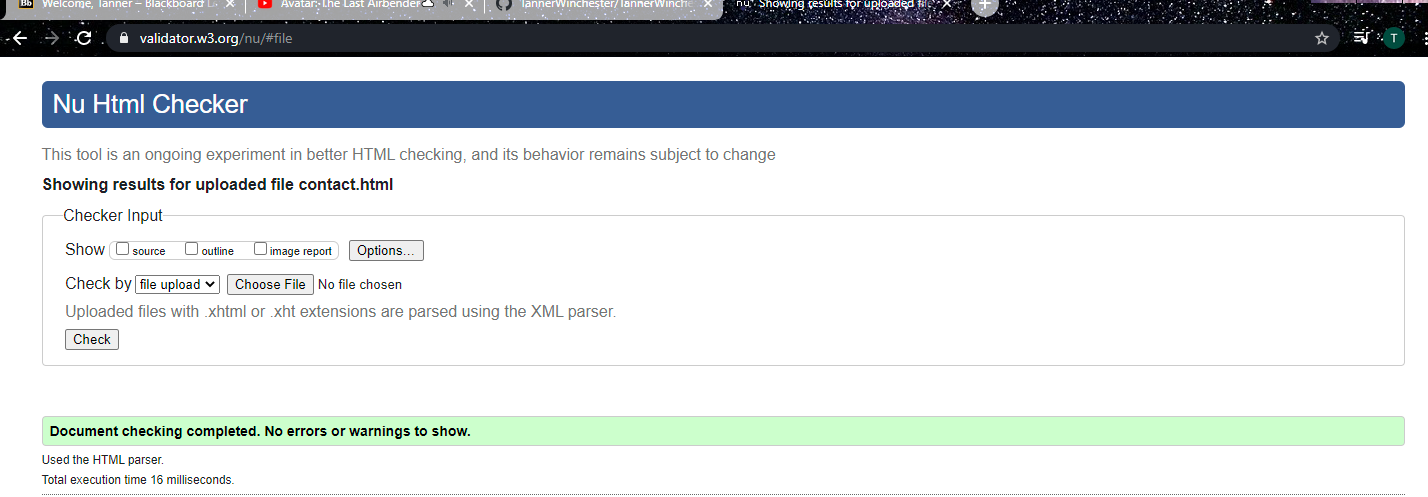 Bb Welcome, Tanner – Blackboard L
Avatar: The Last Airbender
TannerWinchester/TannerWinche
nu Showing results for uploaded fil
validator.w3.org/nu/#file
T
Nu Html Checker
This tool is an ongoing experiment in better HTML checking, and its behavior remains subject to change
Showing results for uploaded file contact.html
Checker Input
Show source outline image report Options...
Check by file upload Choose File No file chosen
Uploaded files with .xhtml or .xht extensions are parsed using the XML parser.
Check
Document checking completed. No errors or warnings to show.
Used the HTML parser.
Total execution time 16 milliseconds.